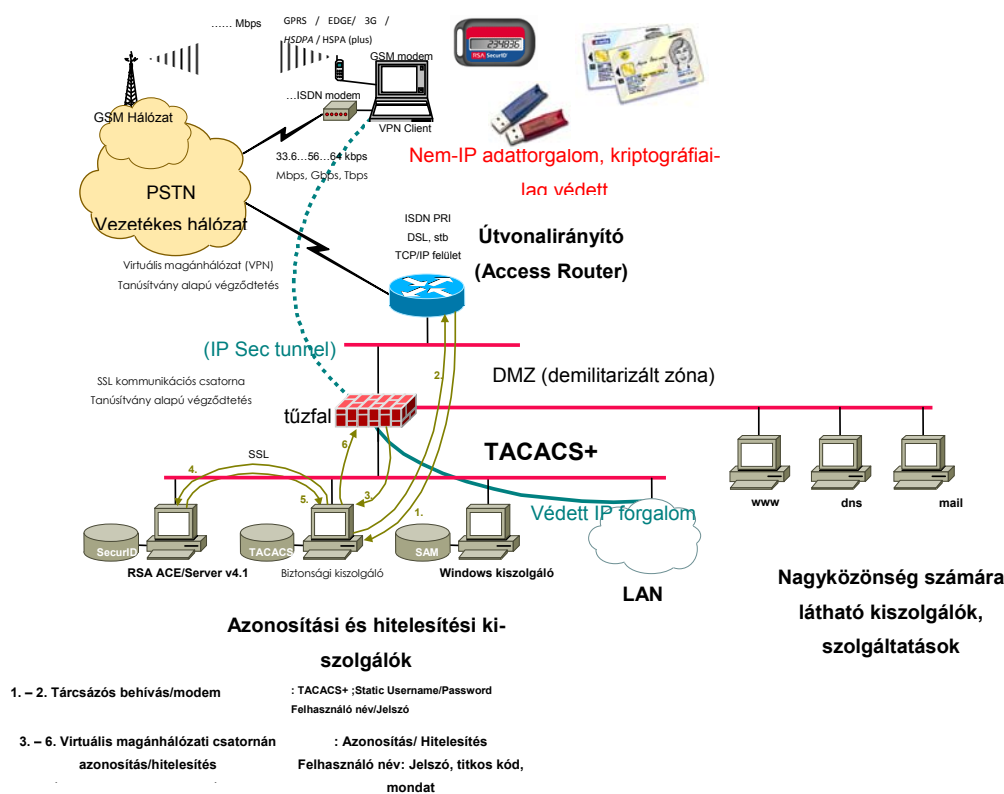 …… Mbps
GPRS / EDGE/ 3G /
HSDPA / HSPA (plus)
GSM modem
…ISDN modem
VPN Client
GSM Hálózat
234836
RSA SecurID
33.6…56…64 kbps
Mbps, Gbps, Tbps
Nem-IP adattorgalom, kriptográfiai-
lag védett
PSTN
Vezetékes hálózat
ISDN PRI
DSL, stb
TCP/IP felület
Útvonalirányító
(Access Router)
Virtuális magánhálózat (VPN)
Tanúsítvány alapú végződtetés
(IP Sec tunnel)
2.
DMZ (demilitarizált zóna)
SSL kommunikációs csatorna
Tanúsítvány alapú végződtetés
tűzfal
6.
TACACS+
SSL
4.
5.
3.
1.
www
dns
mail
Védett IP forgalom
SecurID
TACACS
SAM
RSA ACE/Server v4.1
Biztonsági kiszolgáló
Windows kiszolgáló
LAN
Nagyközönség számára
látható kiszolgálók,
szolgáltatások
Azonosítási és hitelesítési ki-
szolgálók
1. – 2. Tárcsázós behívás/modem
: TACACS+ ;Static Username/Password
Felhasználó név/Jelszó
3. – 6. Virtuális magánhálózati csatornán
azonosítás/hitelesítés
: Azonosítás/ Hitelesítés
Felhasználó név: Jelszó, titkos kód,
mondat